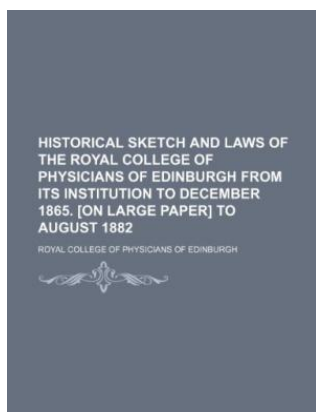 HISTORICAL SKETCH AND LAWS OF
THE ROYAL COLLEGE OF
PHYSICIANS OF EDINBURGH FROM
ITS INSTITUTION TO DECEMBER
1865. [ON LARGE PAPER] TO
AUGUST 1882
ROYAL COLLEGE OF PHYSICIANS OF EDINBURGH